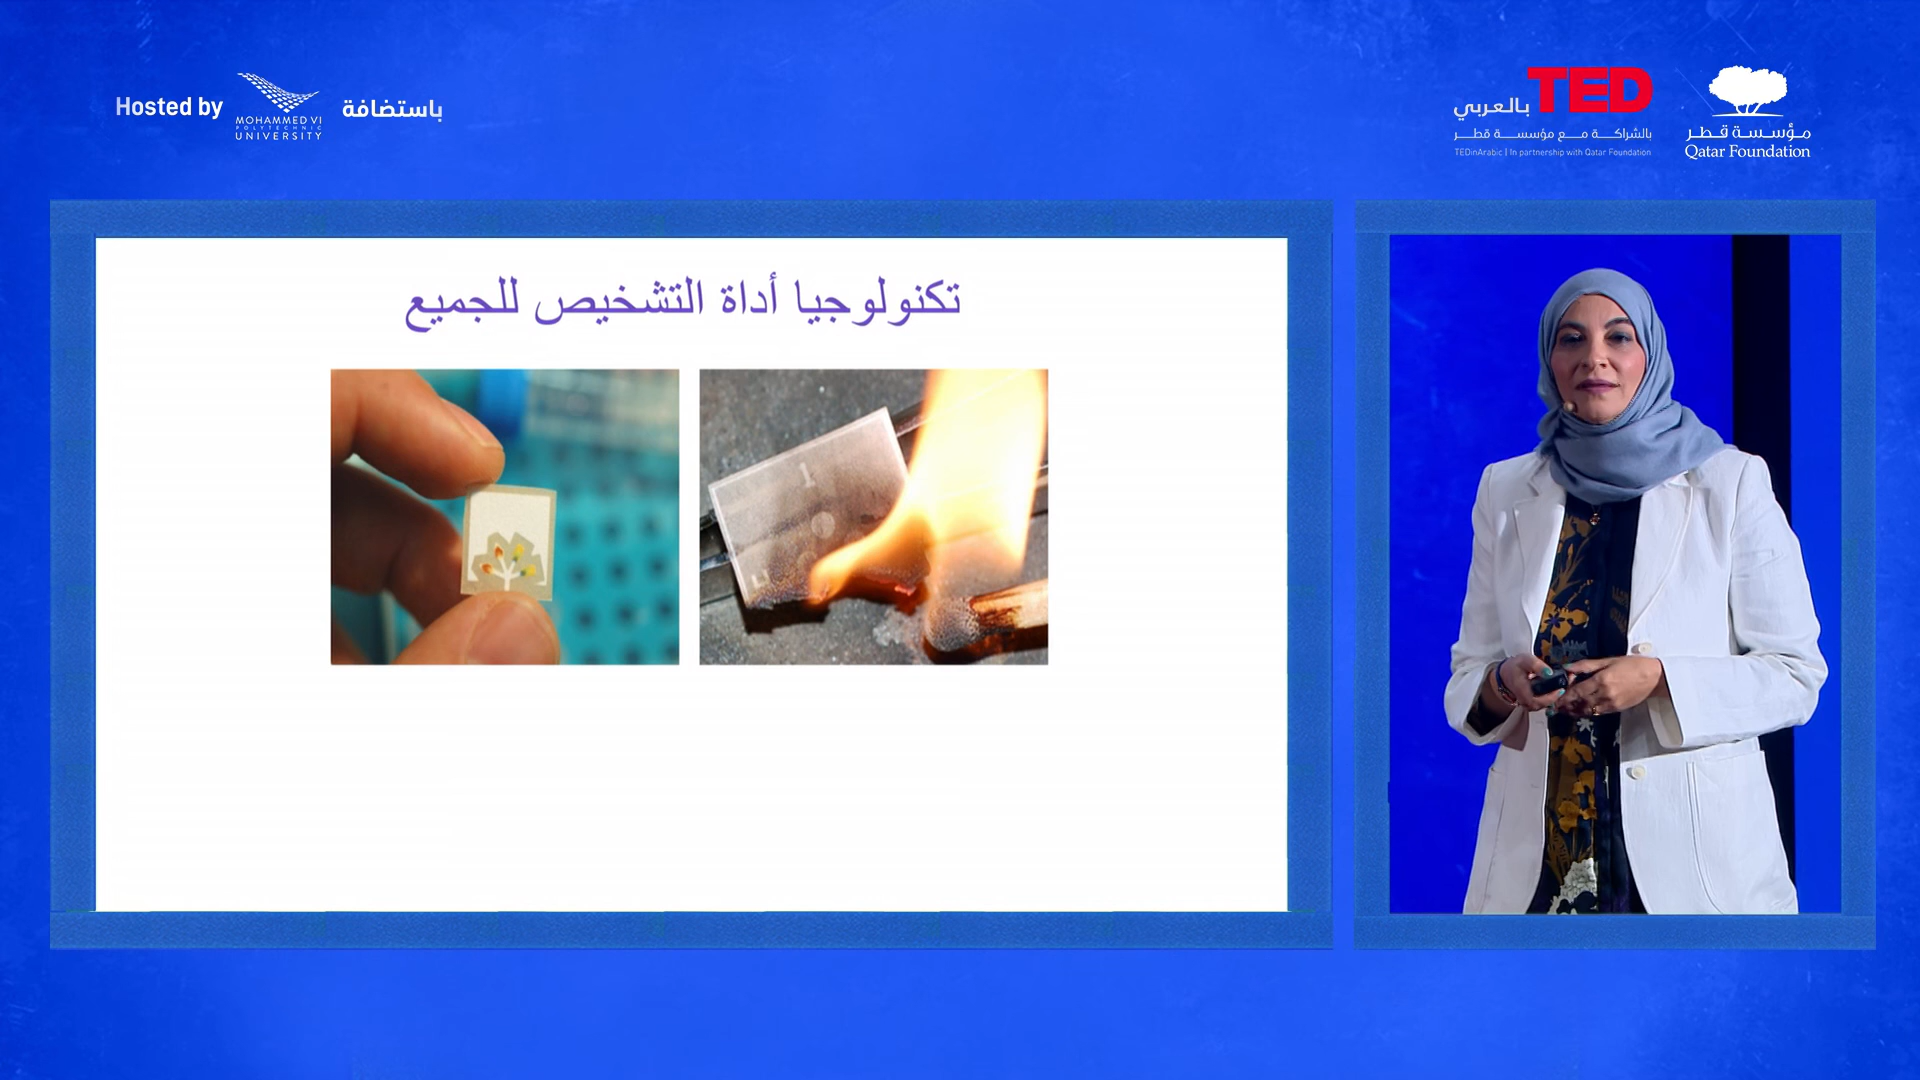 Hosted by
MOHAMMED VI
POLYTECHNIC
UNIVERSITY
باستضافة
TED بالعربي
بالشراكة مع مؤسسة قطر
TEDinArabic | In partnership with Qatar Foundation
مؤسسة قطر
Qatar Foundation
تكنولوجيا أداة التشخيص للجميع